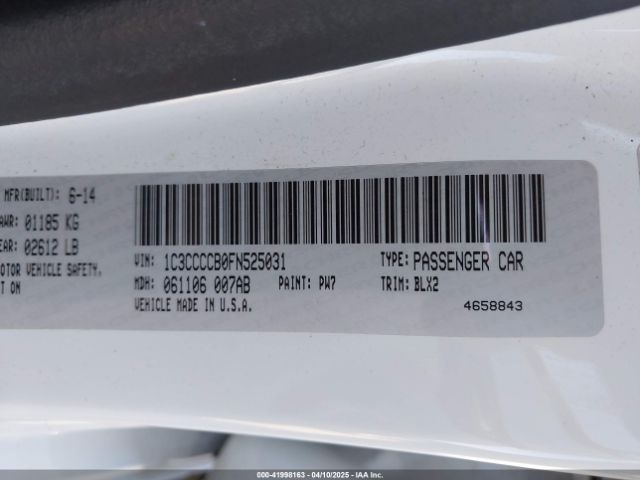 MFR(BUILT): 6-14
AWR: 01185 KG
EAR: 02612 LB
OTOR VEHICLE SAFETY,
T ON
VIN: 1C3CCCCB0FN525031
TYPE: PASSENGER CAR
MDH: 061106 007AB
PAINT: PW7
TRIM: BLX2
VEHICLE MADE IN U.S.A.
4658843
000-41998163 - 04/10/2025 - IAA Inc.